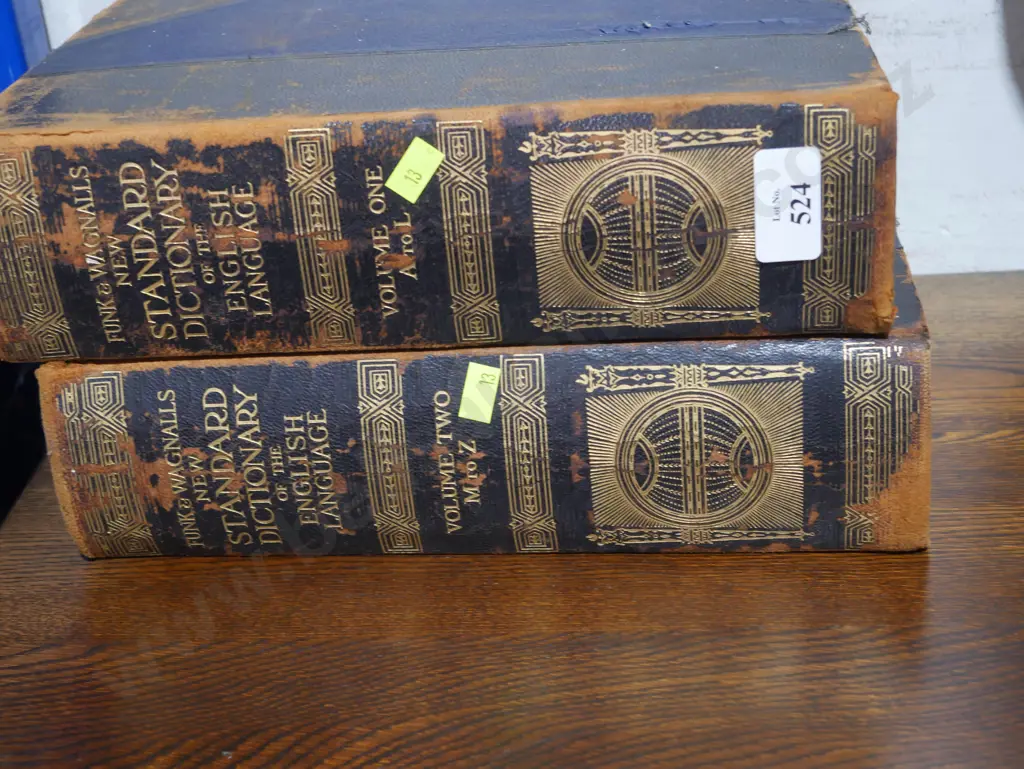 FUNK & WAGNALLS
NEW
STANDARD
DICTIONARY
OF THE
ENGLISH
LANGUAGE
VOLUME ONE
A TO L
13
Lot No.
524
FUNK & WAGNALLS
NEW
STANDARD
DICTIONARY
OF THE
ENGLISH
LANGUAGE
VOLUME TWO
M TO Z
13